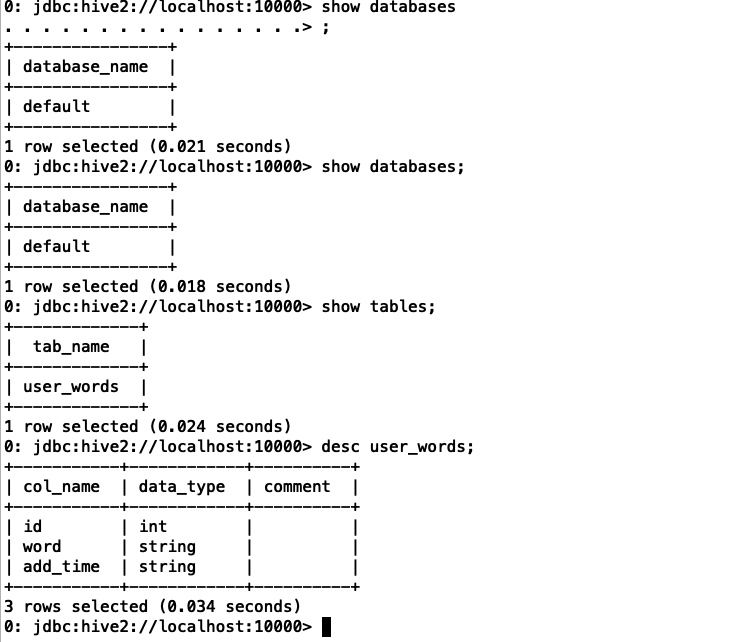 0: jdbc:hive2://localhost:10000> show databases
. . . . . . . . . . . . . . . .> ;
+----------------+
| database_name  |
+----------------+
| default        |
+----------------+
1 row selected (0.021 seconds)
0: jdbc:hive2://localhost:10000> show databases;
+----------------+
| database_name  |
+----------------+
| default        |
+----------------+
1 row selected (0.018 seconds)
0: jdbc:hive2://localhost:10000> show tables;
+-------------+
|  tab_name   |
+-------------+
| user_words  |
+-------------+
1 row selected (0.024 seconds)
0: jdbc:hive2://localhost:10000> desc user_words;
+-----------+------------+----------+
| col_name  | data_type  | comment  |
+-----------+------------+----------+
| id        | int        |          |
| word      | string     |          |
| add_time  | string     |          |
+-----------+------------+----------+
3 rows selected (0.034 seconds)
0: jdbc:hive2://localhost:10000>